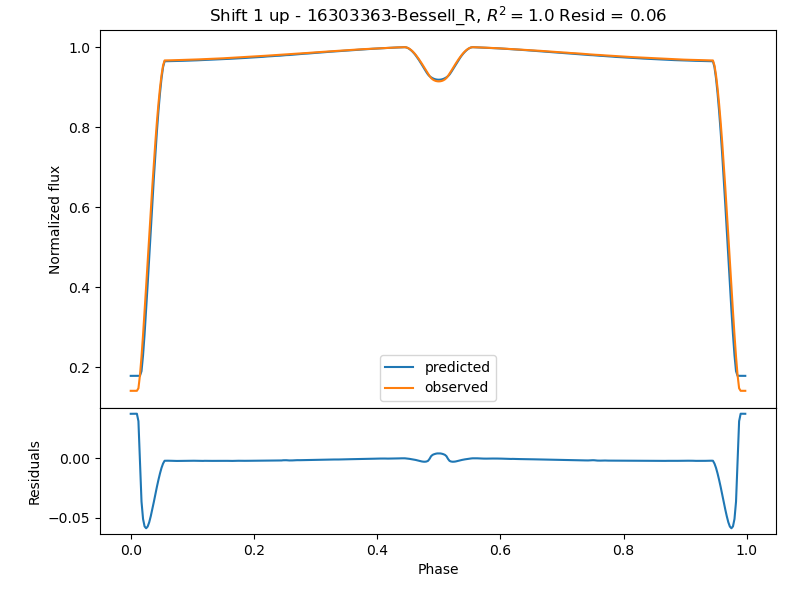 Shift 1 up - 16303363-Bessell_R, R² = 1.0 Resid = 0.06
1.0
0.8
0.6
0.4
0.2
Normalized flux
predicted
observed
0.00
−0.05
Residuals
0.0 0.2 0.4 0.6 0.8 1.0
Phase